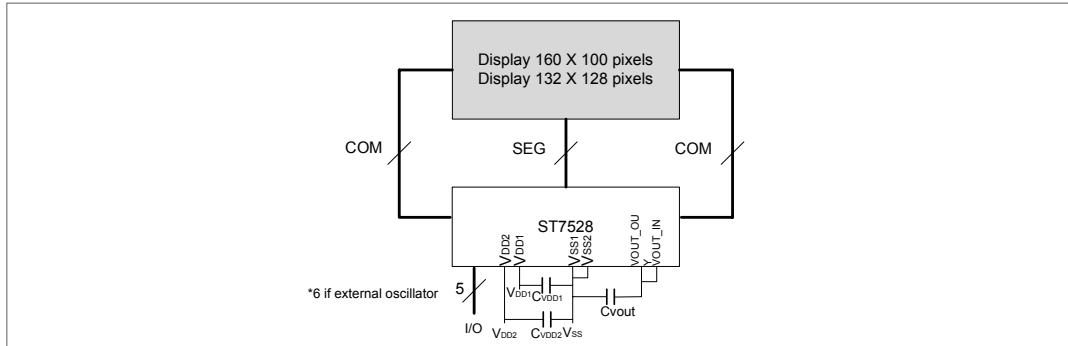 Display 160 X 100 pixels
Display 132 X 128 pixels
COM
SEG
COM
ST7528
VDD2
VDD1
VSS1
VSS2
VOUT_OU
Y
VOUT_IN
*6 if external oscillator
5
I/O
VDD1
CVDD1
Cvout
VDD2
CVDD2
VSS